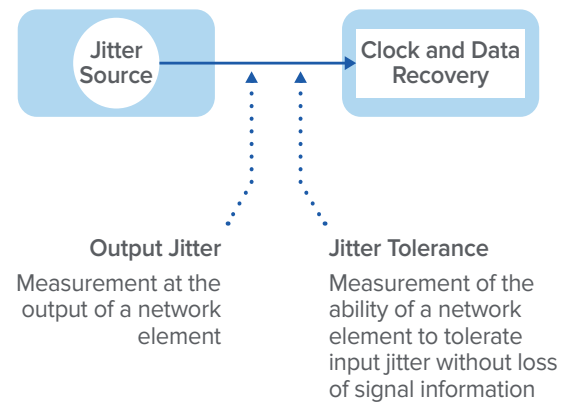 Jitter
Source
Clock and Data
Recovery
Output Jitter
Measurement at the
output of a network
element
Jitter Tolerance
Measurement of the
ability of a network
element to tolerate
input jitter without loss
of signal information